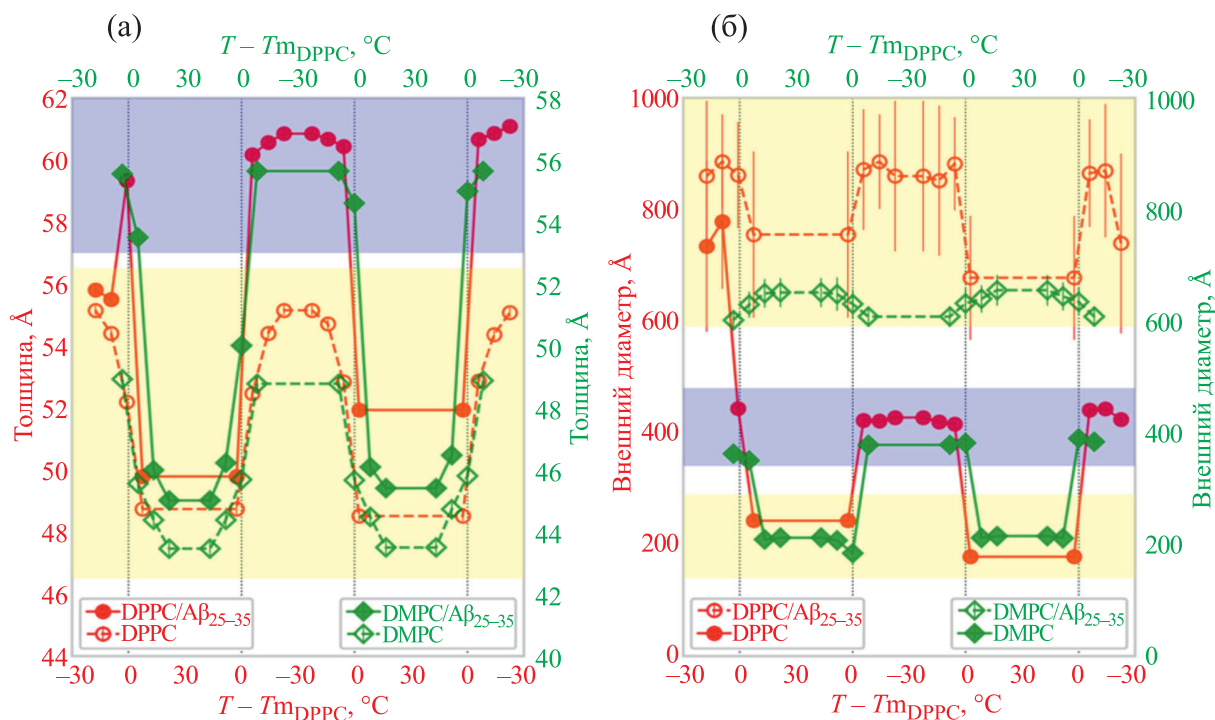 (а)
T – Tm_DPPC, °C
–30 0 30 0 –30 0 30 0 –30
62
60
58
56
54
52
50
48
46
44
Толщина, Å
58
56
54
52
50
48
46
44
42
40
Толщина, Å
DPPC/Aβ25–35
DPPC
DMPC/Aβ25–35
DMPC
–30 0 30 0 –30 0 30 0 –30
T – Tm_DPPC, °C
(б)
T – Tm_DPPC, °C
–30 0 30 0 –30 0 30 0 –30
1000
800
600
400
200
0
Внешний диаметр, Å
1000
800
600
400
200
0
Внешний диаметр, Å
DPPC/Aβ25–35
DPPC
DMPC/Aβ25–35
DMPC
–30 0 30 0 –30 0 30 0 –30
T – Tm_DPPC, °C